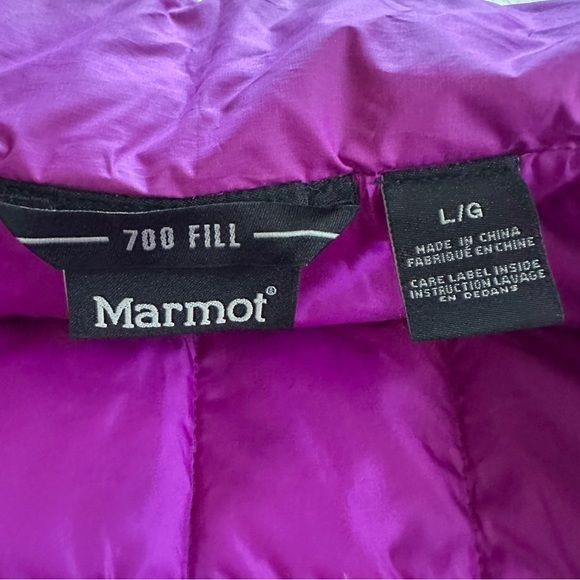 700 FILL
Marmot®
L/G
MADE IN CHINA
FABRIQUÉ EN CHINE
CARE LABEL INSIDE
INSTRUCTION LAVAGE
EN DEDANS